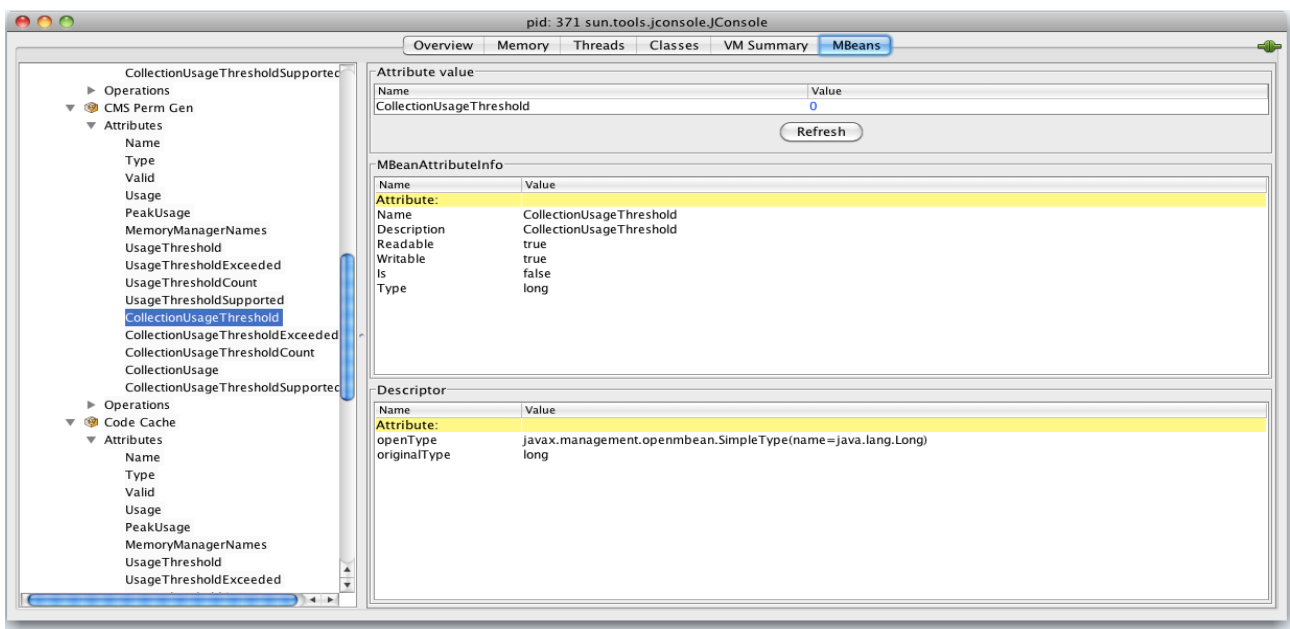 pid: 371 sun.tools.jconsole.JConsole
Overview Memory Threads Classes VM Summary MBeans
CollectionUsageThresholdSupported
Operations
CMS Perm Gen
Attributes
Name
Type
Valid
Usage
PeakUsage
MemoryManagerNames
UsageThreshold
UsageThresholdExceeded
UsageThresholdCount
UsageThresholdSupported
CollectionUsageThreshold
CollectionUsageThresholdExceeded
CollectionUsageThresholdCount
CollectionUsage
CollectionUsageThresholdSupported
Operations
Code Cache
Attributes
Name
Type
Valid
Usage
PeakUsage
MemoryManagerNames
UsageThreshold
UsageThresholdExceeded
Attribute value
Name Value
CollectionUsageThreshold 0
Refresh
MBeanAttributeInfo
Name Value
Attribute:
Name CollectionUsageThreshold
Description CollectionUsageThreshold
Readable true
Writable true
Is false
Type long
Descriptor
Name Value
Attribute:
openType javax.management.openmbean.SimpleType(name=java.lang.Long)
originalType long